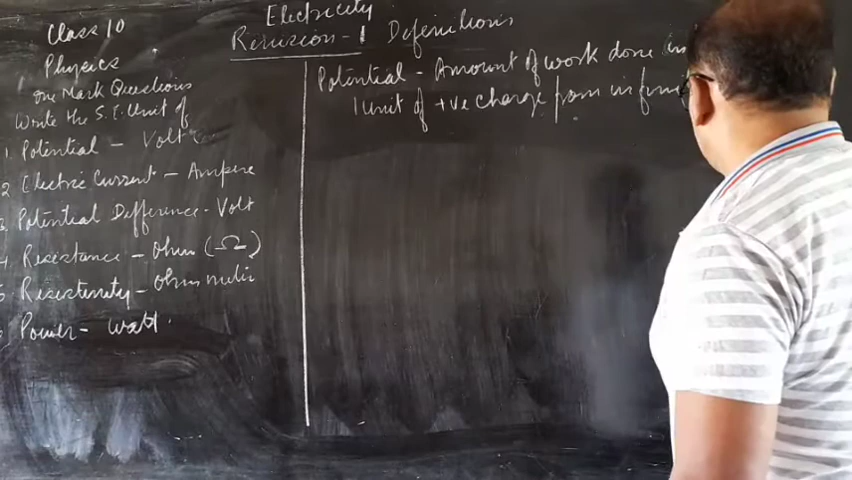 Electricity
Revision-1 Definitions
Class 10
Physics
One Mark Questions
Write the S.I. Unit of
1. Potential - Volt
2 Electric Current - Ampere
3. Potential Difference - Volt
4 Resistance - Ohm (Ω)
5. Resistivity - Ohm metre
6 Power - Watt.
Potential - Amount of work done in
1 Unit of +ve charge from